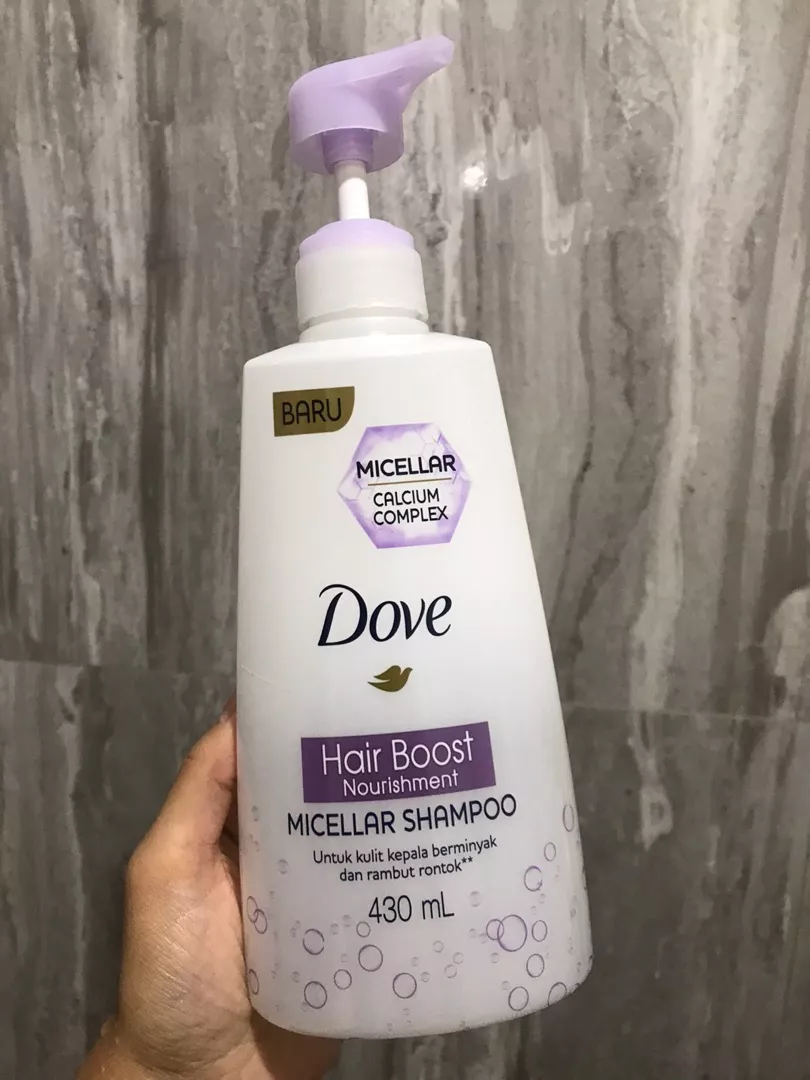 BARU
MICELLAR
CALCIUM
COMPLEX
Dove
Hair Boost
Nourishment
MICELLAR SHAMPOO
Untuk kulit kepala berminyak
dan rambut rontok**
430 mL